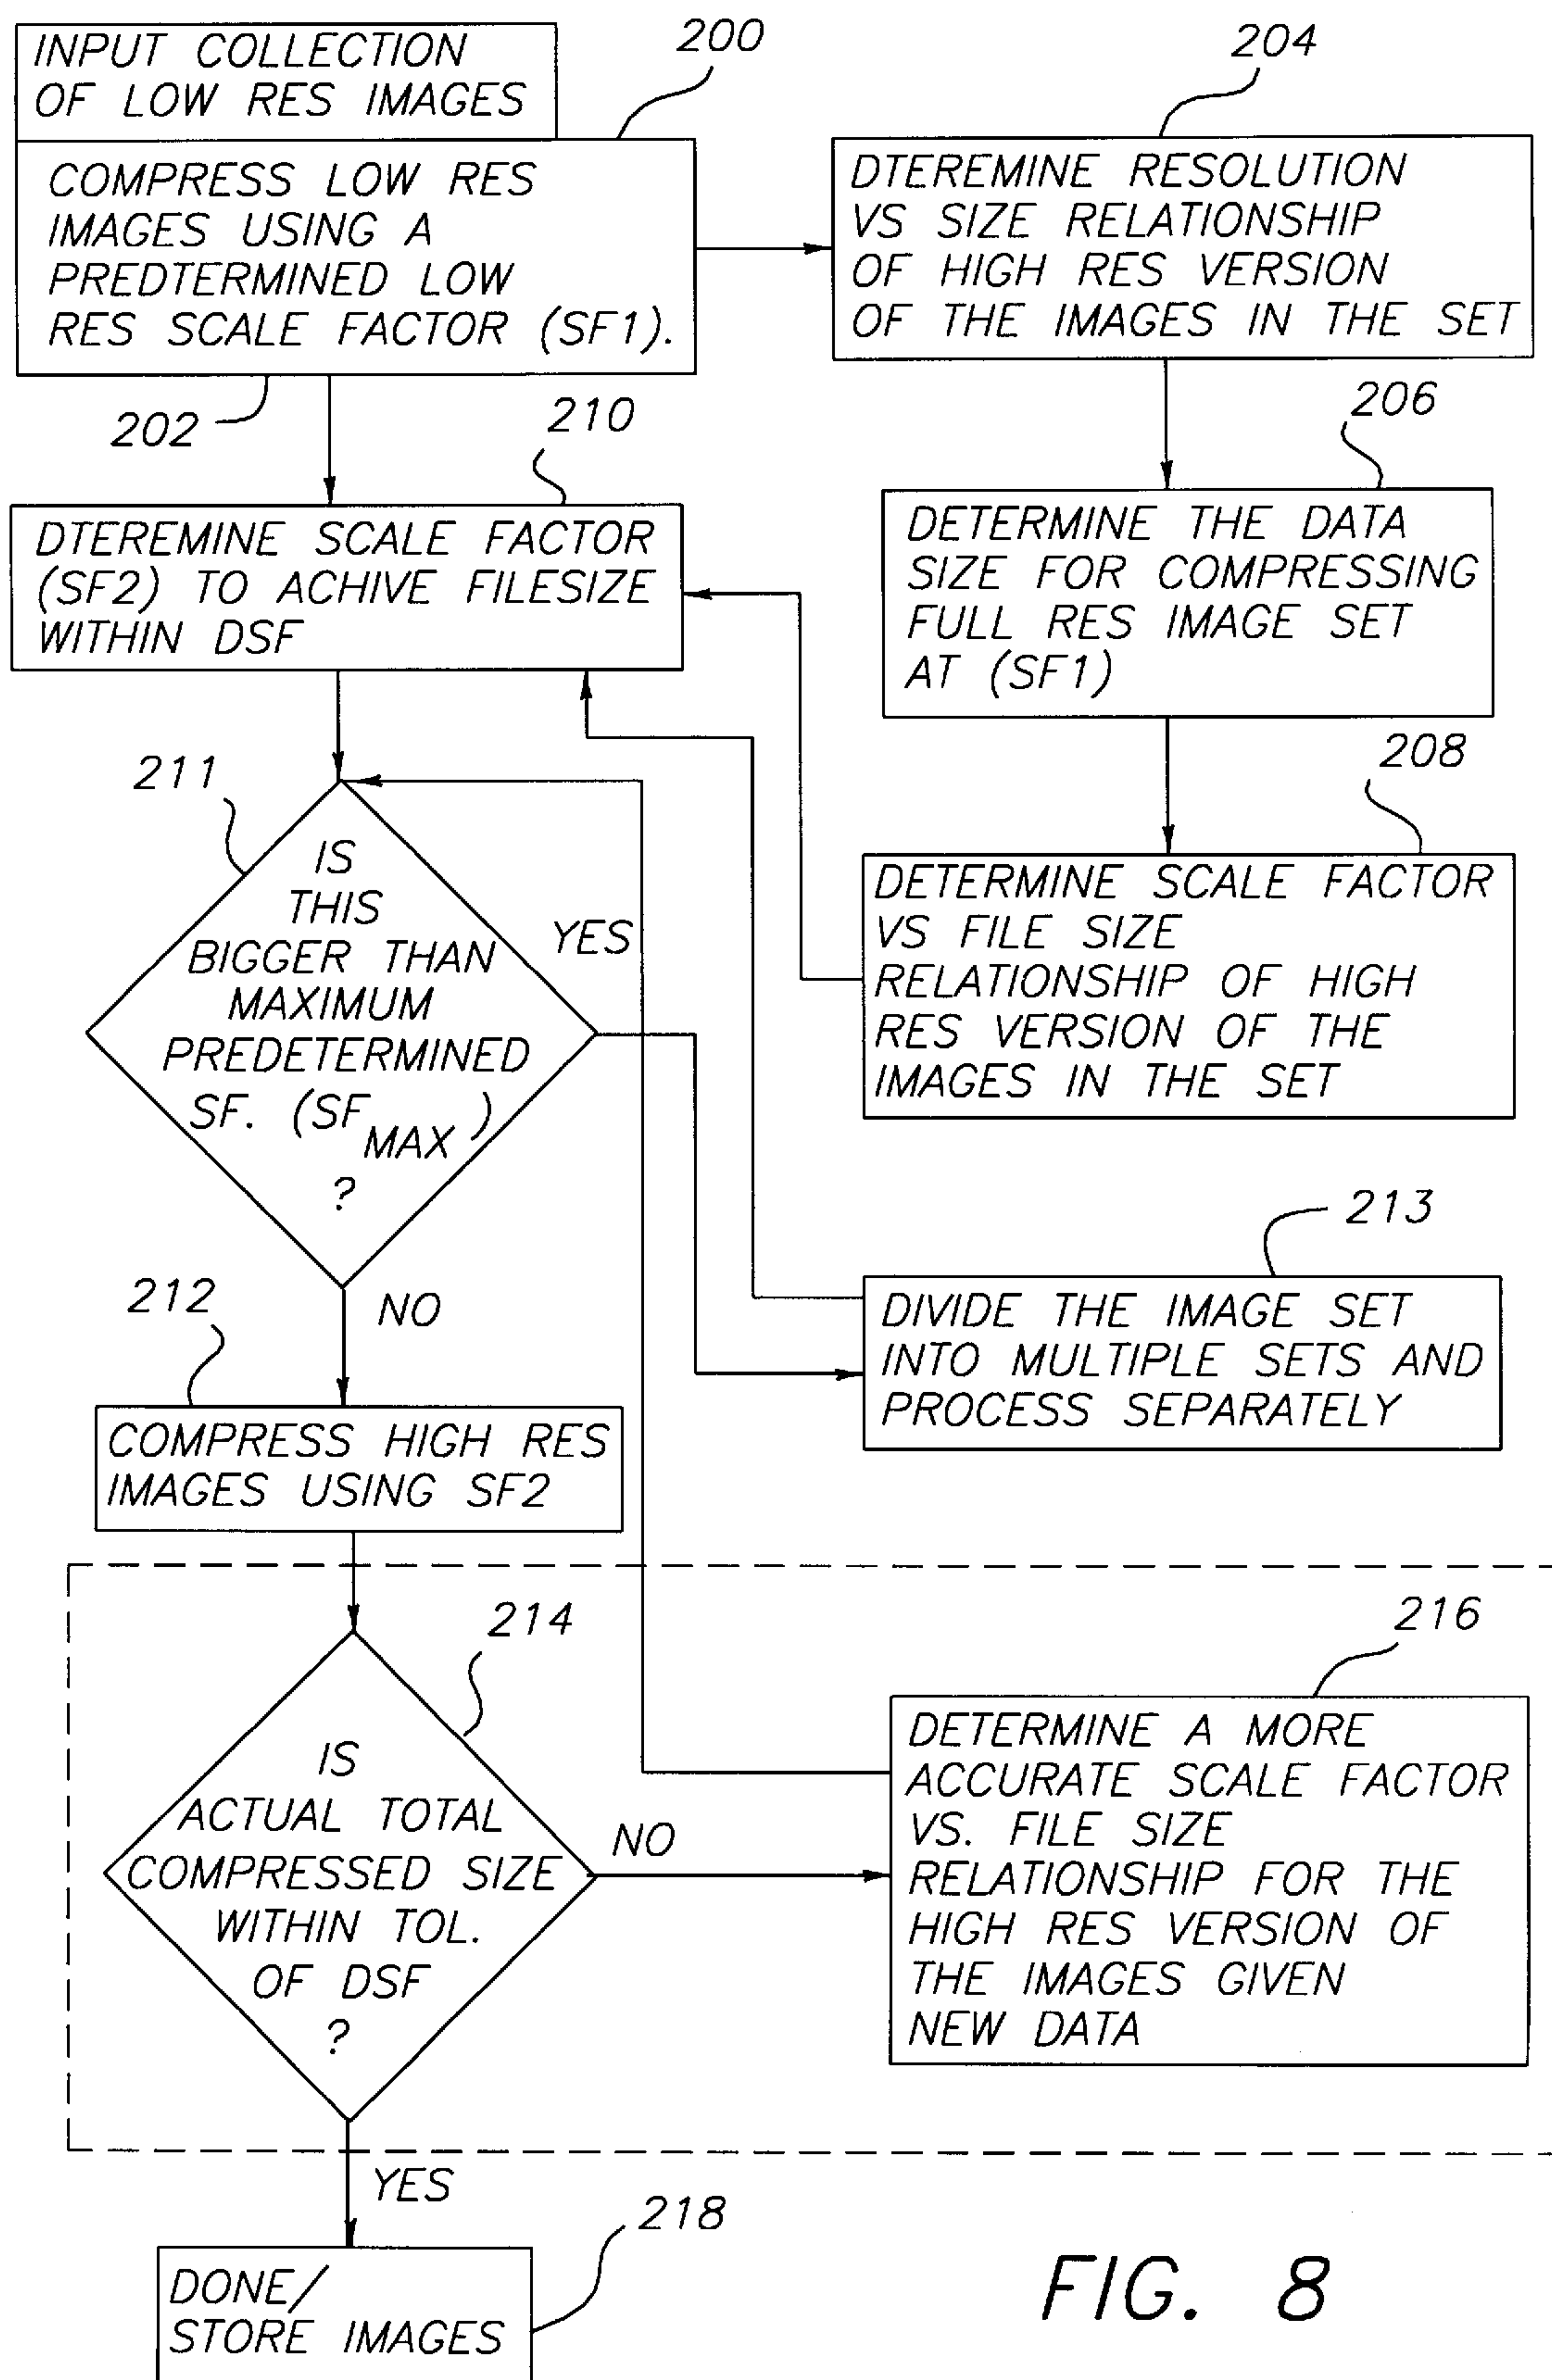 INPUT COLLECTION
OF LOW RES IMAGES
200
COMPRESS LOW RES
IMAGES USING A
PREDTERMINED LOW
RES SCALE FACTOR (SF1).
202
204
DTEREMINE RESOLUTION
VS SIZE RELATIONSHIP
OF HIGH RES VERSION
OF THE IMAGES IN THE SET
206
DETERMINE THE DATA
SIZE FOR COMPRESSING
FULL RES IMAGE SET
AT (SF1)
208
DETERMINE SCALE FACTOR
VS FILE SIZE
RELATIONSHIP OF HIGH
RES VERSION OF THE
IMAGES IN THE SET
210
DTEREMINE SCALE FACTOR
(SF2) TO ACHIVE FILESIZE
WITHIN DSF
211
IS
THIS
BIGGER THAN
MAXIMUM
PREDETERMINED
SF. (SF MAX)
?
YES
NO
213
DIVIDE THE IMAGE SET
INTO MULTIPLE SETS AND
PROCESS SEPARATELY
212
COMPRESS HIGH RES
IMAGES USING SF2
214
IS
ACTUAL TOTAL
COMPRESSED SIZE
WITHIN TOL.
OF DSF
?
NO
216
DETERMINE A MORE
ACCURATE SCALE FACTOR
VS. FILE SIZE
RELATIONSHIP FOR THE
HIGH RES VERSION OF
THE IMAGES GIVEN
NEW DATA
YES
218
DONE/
STORE IMAGES
FIG. 8